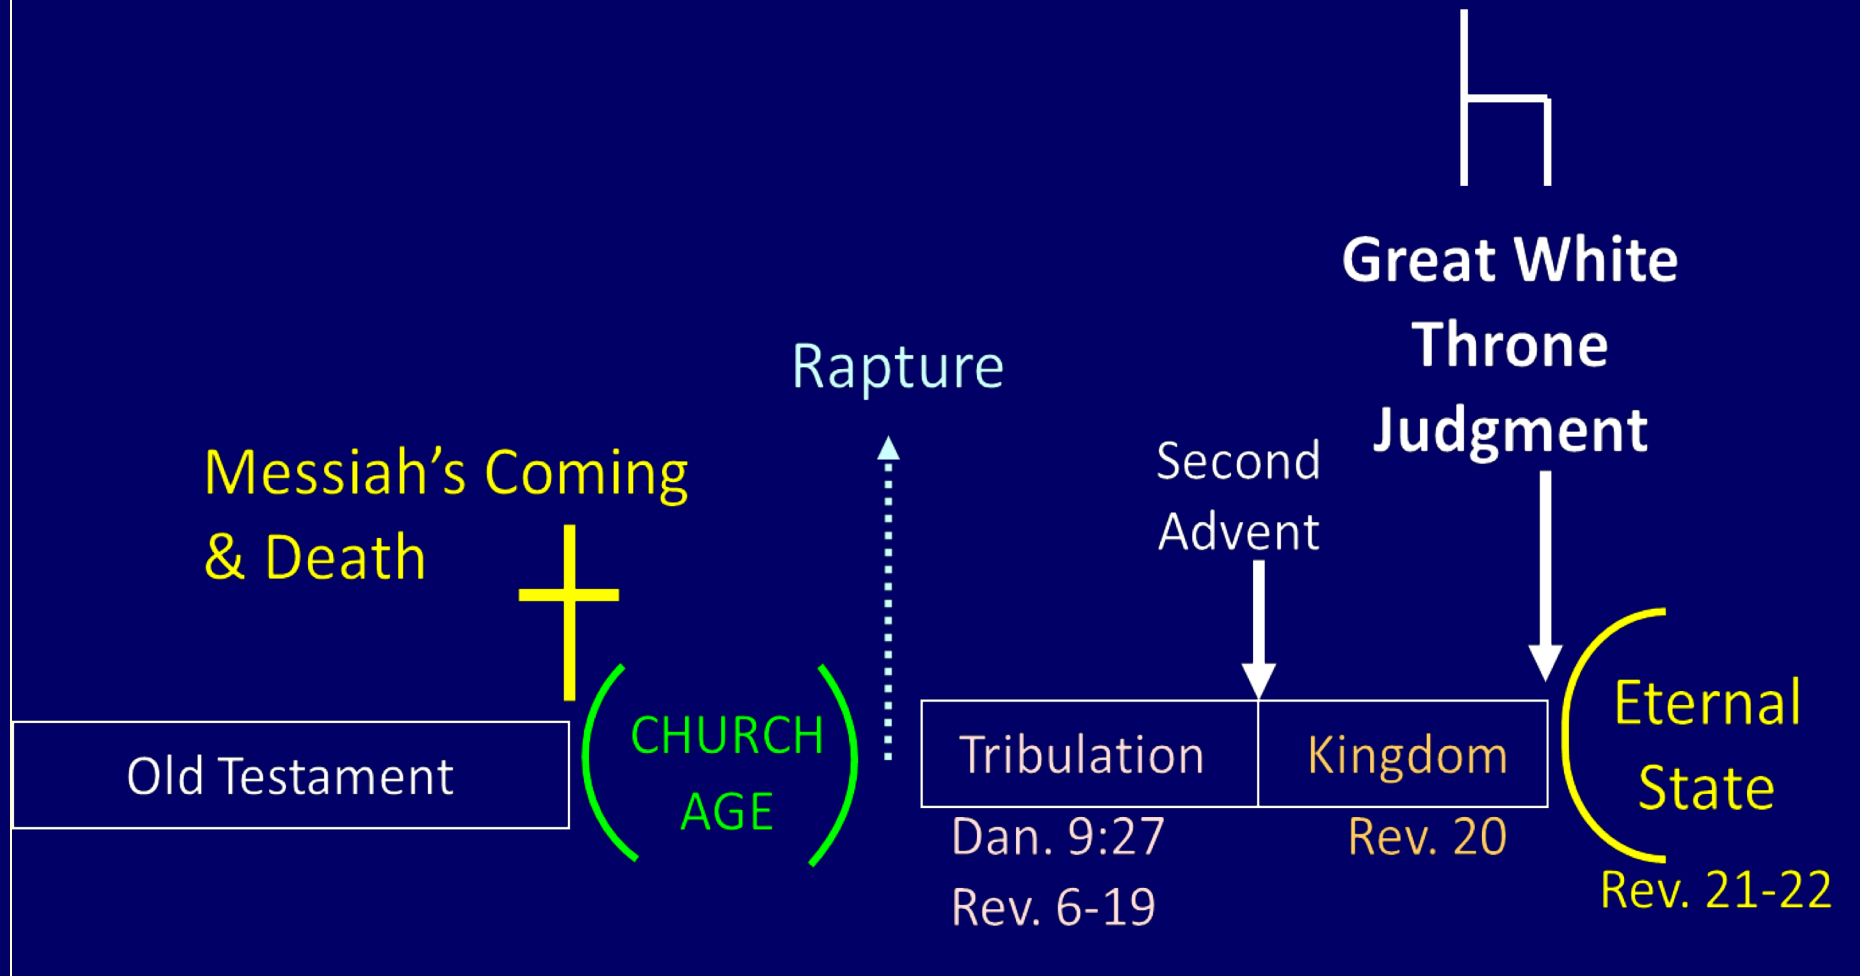 Great White
Throne
Judgment
Rapture
Messiah’s Coming
& Death
Second
Advent
Old Testament
CHURCH
AGE
Tribulation
Kingdom
Eternal
State
Dan. 9:27
Rev. 6-19
Rev. 20
Rev. 21-22